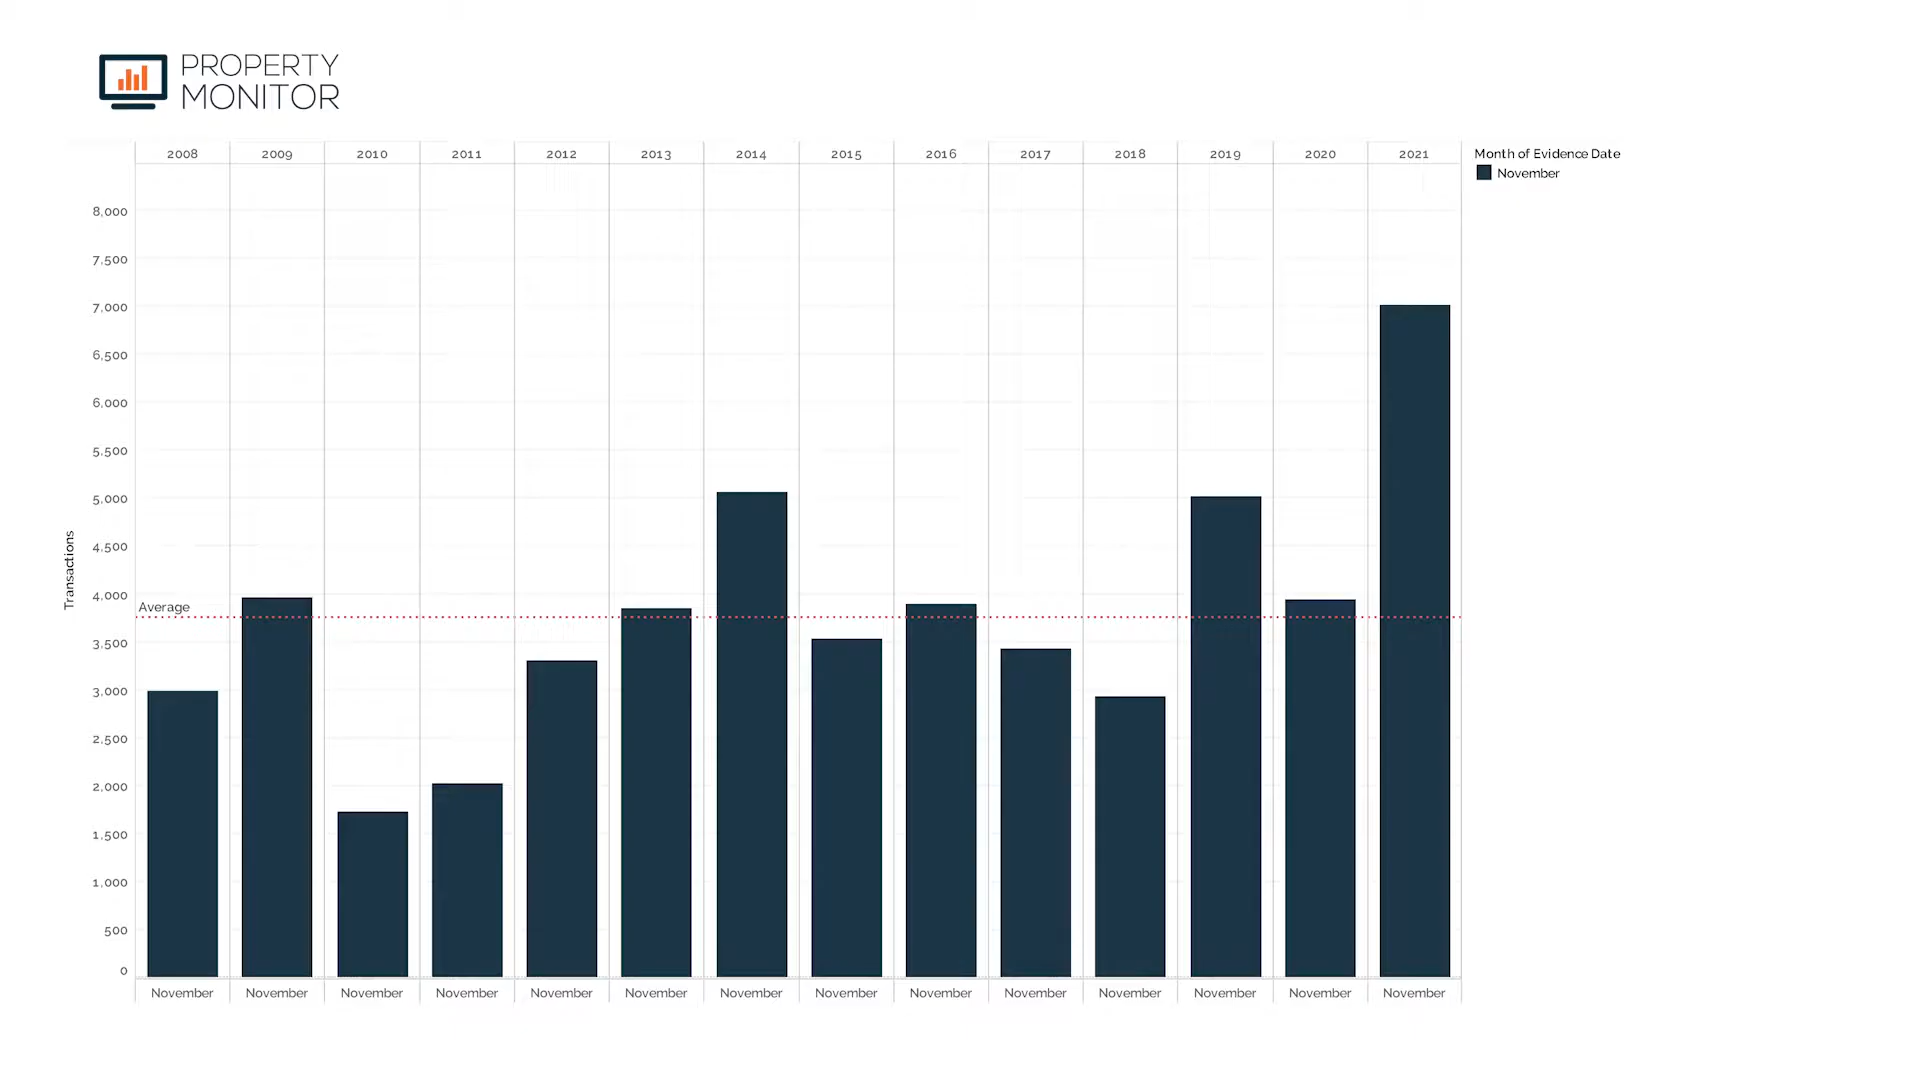 PROPERTY
MONITOR
2008 2009 2010 2011 2012 2013 2014 2015 2016 2017 2018 2019 2020 2021
Month of Evidence Date
November
8,000
7,500
7,000
6,500
6,000
5,500
5,000
4,500
4,000
3,500
3,000
2,500
2,000
1,500
1,000
500
0
Transactions
Average
November November November November November November November November November November November November November November